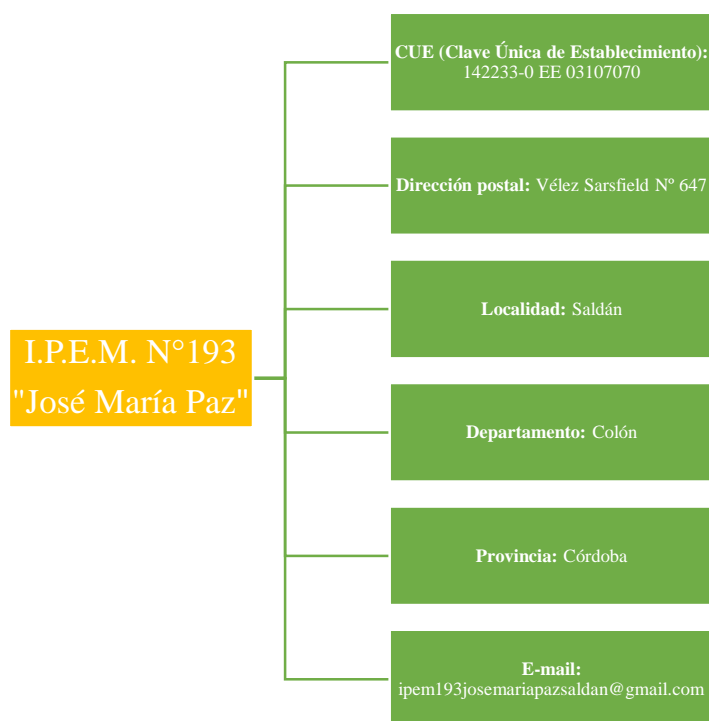 I.P.E.M. N°193
"José María Paz"
CUE (Clave Única de Establecimiento):
142233-0 EE 03107070
Dirección postal: Vélez Sarsfield Nº 647
Localidad: Saldán
Departamento: Colón
Provincia: Córdoba
E-mail:
ipem193josemariapazsaldan@gmail.com